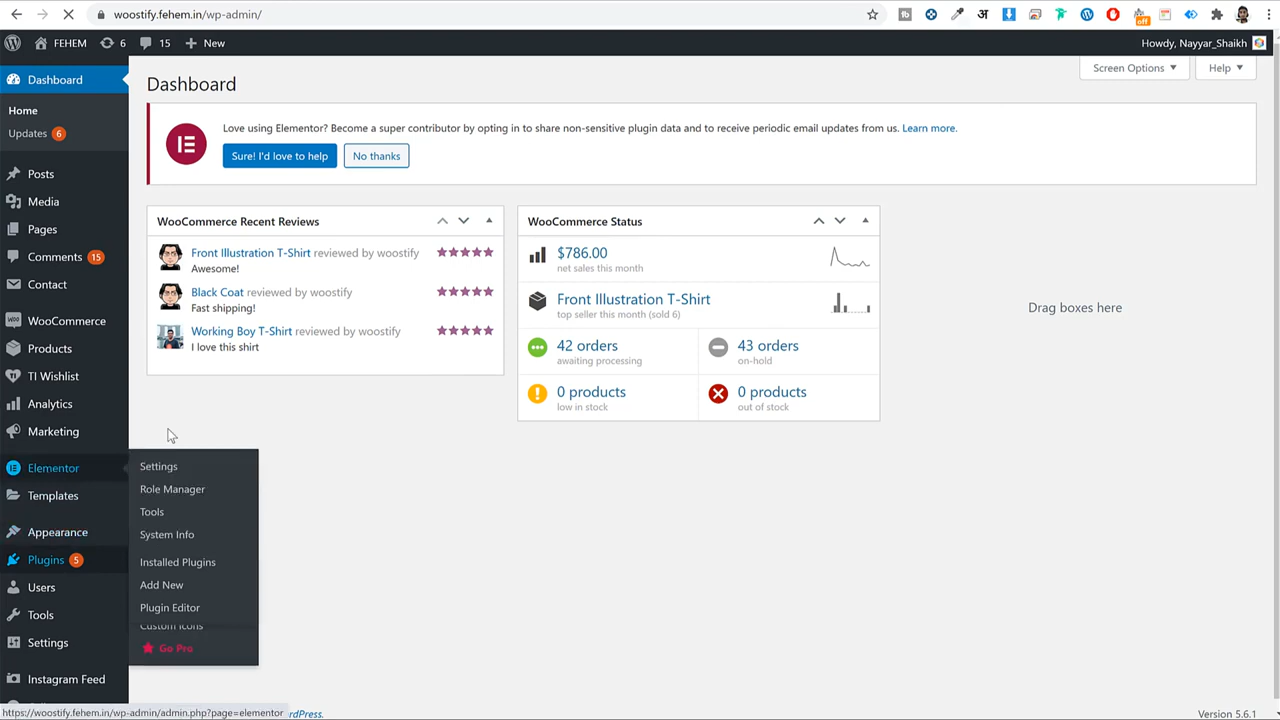 woostify.fehem.in/wp-admin/
FEHEM
6
15
New
Howdy, Nayyar_Shaikh
Dashboard
Home
Updates 6
Posts
Media
Pages
Comments 15
Contact
WooCommerce
Products
TI Wishlist
Analytics
Marketing
Elementor
Templates
Appearance
Plugins 5
Users
Tools
Settings
Instagram Feed
Settings
Role Manager
Tools
System Info
Installed Plugins
Add New
Plugin Editor
Custom Icons
Go Pro
Dashboard
Screen Options
Help
Love using Elementor? Become a super contributor by opting in to share non-sensitive plugin data and to receive periodic email updates from us. Learn more.
Sure! I'd love to help
No thanks
WooCommerce Recent Reviews
Front Illustration T-Shirt reviewed by woostify
Awesome!
Black Coat reviewed by woostify
Fast shipping!
Working Boy T-Shirt reviewed by woostify
I love this shirt
WooCommerce Status
$786.00
net sales this month
Front Illustration T-Shirt
top seller this month (sold 6)
42 orders
awaiting processing
43 orders
on-hold
0 products
low in stock
0 products
out of stock
Drag boxes here
https://woostify.fehem.in/wp-admin/admin.php?page=elementor
rdPress.
Version 5.6.1